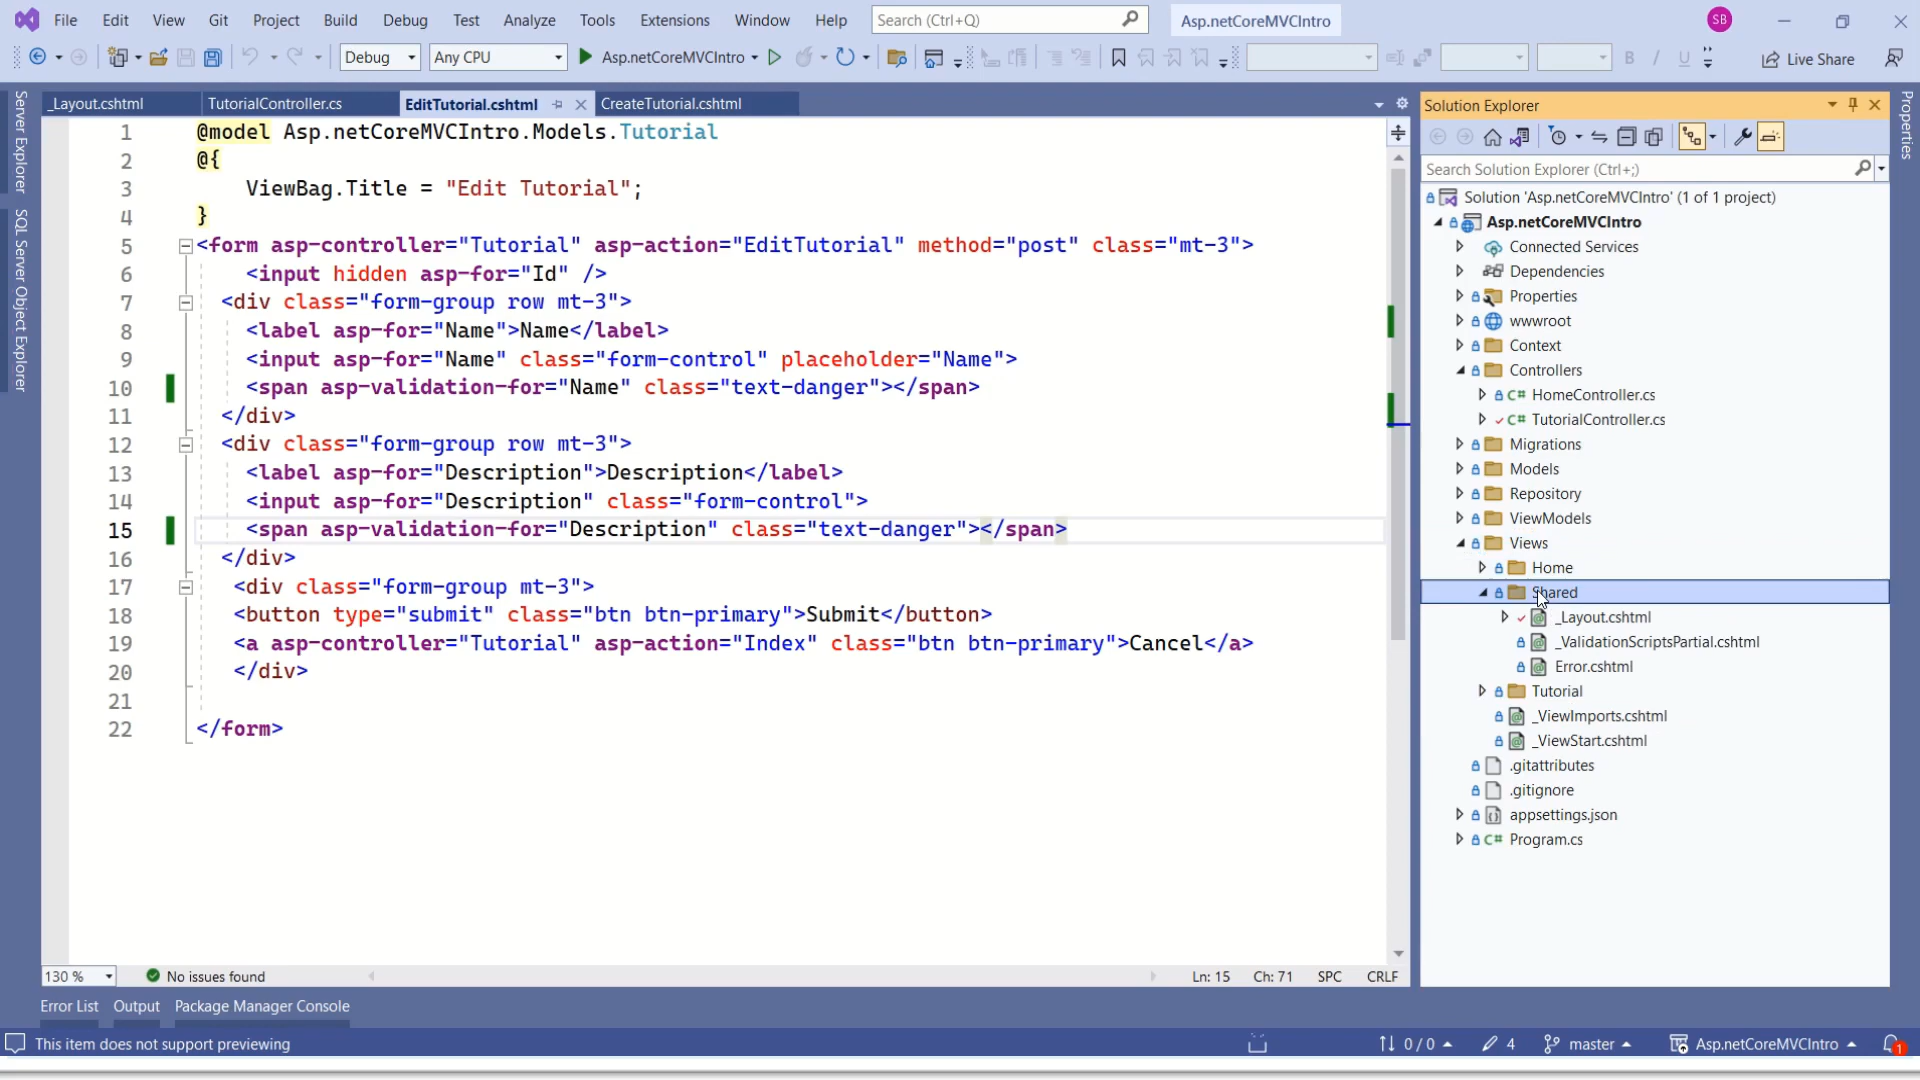 File Edit View Git Project Build Debug Test Analyze Tools Extensions Window Help Search (Ctrl+Q) Asp.netCoreMVCIntro SB
Debug Any CPU Asp.netCoreMVCIntro B I U Live Share
Server Explorer
SQL Server Object Explorer
_Layout.cshtml TutorialController.cs EditTutorial.cshtml CreateTutorial.cshtml
1 @model Asp.netCoreMVCIntro.Models.Tutorial
2 @{
3 ViewBag.Title = "Edit Tutorial";
4 }
5 <form asp-controller="Tutorial" asp-action="EditTutorial" method="post" class="mt-3">
6 <input hidden asp-for="Id" />
7 <div class="form-group row mt-3">
8 <label asp-for="Name">Name</label>
9 <input asp-for="Name" class="form-control" placeholder="Name">
10 <span asp-validation-for="Name" class="text-danger"></span>
11 </div>
12 <div class="form-group row mt-3">
13 <label asp-for="Description">Description</label>
14 <input asp-for="Description" class="form-control">
15 <span asp-validation-for="Description" class="text-danger"></span>
16 </div>
17 <div class="form-group mt-3">
18 <button type="submit" class="btn btn-primary">Submit</button>
19 <a asp-controller="Tutorial" asp-action="Index" class="btn btn-primary">Cancel</a>
20 </div>
21
22 </form>
130 % No issues found Ln: 15 Ch: 71 SPC CRLF
Solution Explorer
Search Solution Explorer (Ctrl+;)
Solution 'Asp.netCoreMVCIntro' (1 of 1 project)
Asp.netCoreMVCIntro
Connected Services
Dependencies
Properties
wwwroot
Context
Controllers
C# HomeController.cs
C# TutorialController.cs
Migrations
Models
Repository
ViewModels
Views
Home
Shared
_Layout.cshtml
_ValidationScriptsPartial.cshtml
Error.cshtml
Tutorial
_ViewImports.cshtml
_ViewStart.cshtml
.gitattributes
.gitignore
appsettings.json
C# Program.cs
Properties
Error List Output Package Manager Console
This item does not support previewing 0 / 0 4 master Asp.netCoreMVCIntro 1